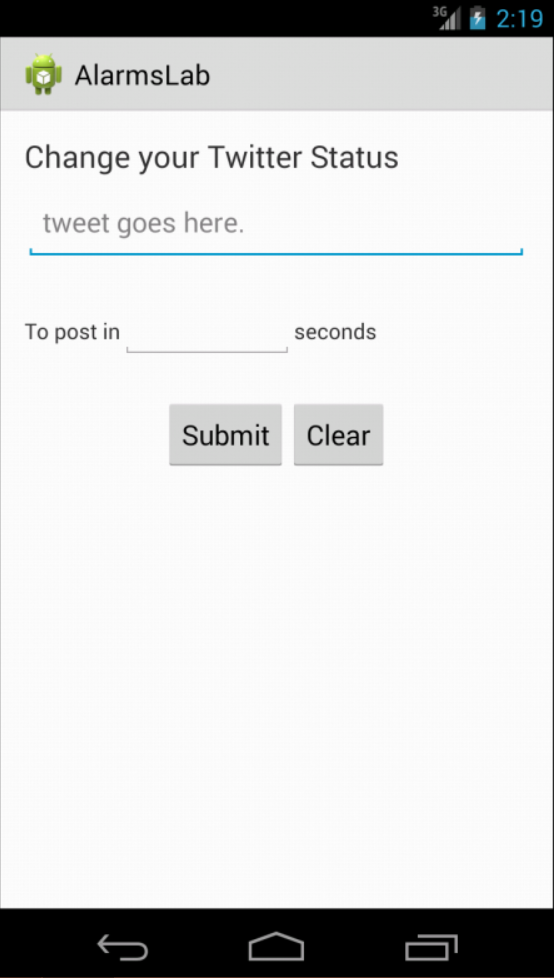 3G 2:19
AlarmsLab
Change your Twitter Status
tweet goes here.
To post in seconds
Submit Clear